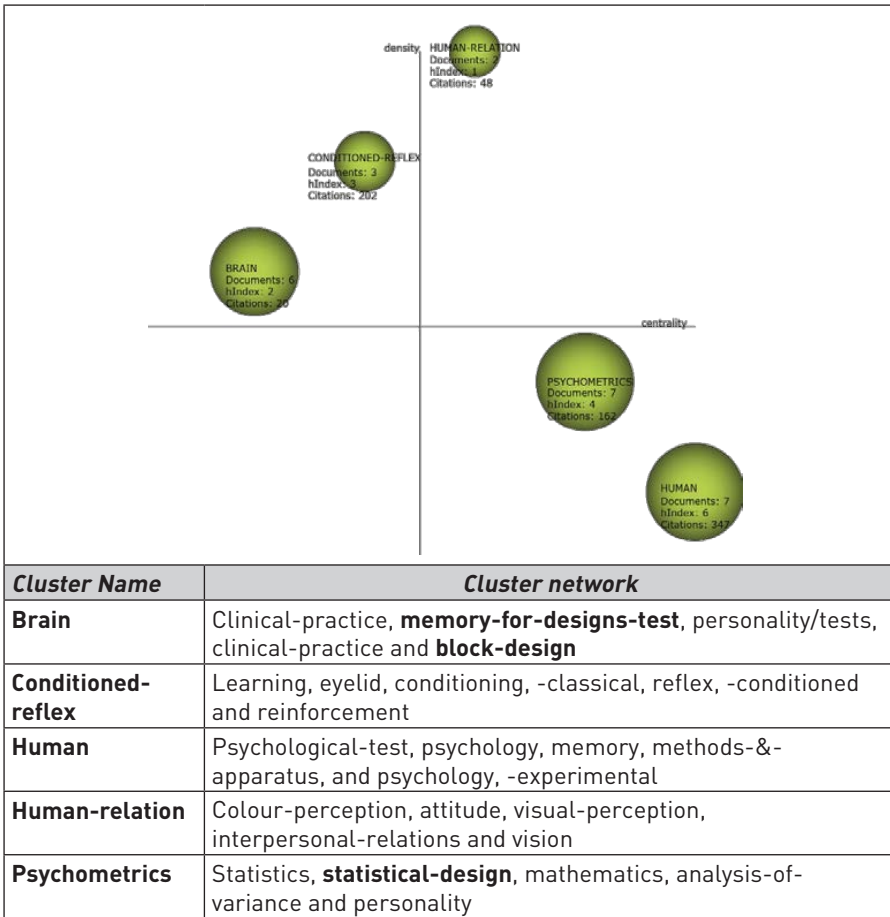 density
HUMAN-RELATION
Documents: 2
hIndex: 1
Citations: 48
CONDITIONED-REFLEX
Documents: 3
hIndex: 3
Citations: 202
BRAIN
Documents: 6
hIndex: 2
Citations: 20
centrality
PSYCHOMETRICS
Documents: 7
hIndex: 4
Citations: 162
HUMAN
Documents: 7
hIndex: 6
Citations: 347
Cluster Name Cluster network
Brain Clinical-practice, memory-for-designs-test, personality/tests,
clinical-practice and block-design
Conditioned- Learning, eyelid, conditioning, -classical, reflex, -conditioned
reflex and reinforcement
Human Psychological-test, psychology, memory, methods-&-
apparatus, and psychology, -experimental
Human-relation Colour-perception, attitude, visual-perception,
interpersonal-relations and vision
Psychometrics Statistics, statistical-design, mathematics, analysis-of-
variance and personality